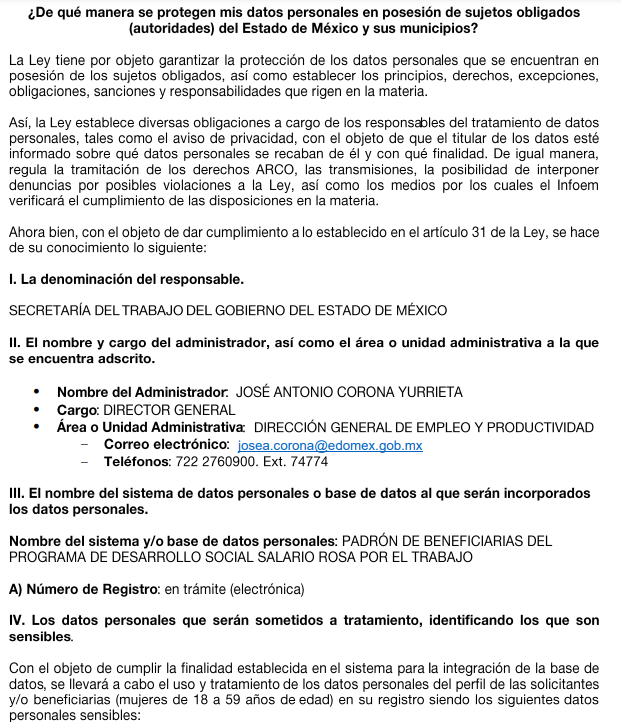 ¿De qué manera se protegen mis datos personales en posesión de sujetos obligados
(autoridades) del Estado de México y sus municipios?
La Ley tiene por objeto garantizar la protección de los datos personales que se encuentran en
posesión de los sujetos obligados, así como establecer los principios, derechos, excepciones,
obligaciones, sanciones y responsabilidades que rigen en la materia.
Así, la Ley establece diversas obligaciones a cargo de los responsables del tratamiento de datos
personales, tales como el aviso de privacidad, con el objeto de que el titular de los datos esté
informado sobre qué datos personales se recaban de él y con qué finalidad. De igual manera,
regula la tramitación de los derechos ARCO, las transmisiones, la posibilidad de interponer
denuncias por posibles violaciones a la Ley, así como los medios por los cuales el Infoem
verificará el cumplimiento de las disposiciones en la materia.
Ahora bien, con el objeto de dar cumplimiento a lo establecido en el artículo 31 de la Ley, se hace
de su conocimiento lo siguiente:
I. La denominación del responsable.
SECRETARÍA DEL TRABAJO DEL GOBIERNO DEL ESTADO DE MÉXICO
II. El nombre y cargo del administrador, así como el área o unidad administrativa a la que
se encuentra adscrito.
• Nombre del Administrador: JOSÉ ANTONIO CORONA YURRIETA
• Cargo: DIRECTOR GENERAL
• Área o Unidad Administrativa: DIRECCIÓN GENERAL DE EMPLEO Y PRODUCTIVIDAD
– Correo electrónico: josea.corona@edomex.gob.mx
– Teléfonos: 722 2760900. Ext. 74774
III. El nombre del sistema de datos personales o base de datos al que serán incorporados
los datos personales.
Nombre del sistema y/o base de datos personales: PADRÓN DE BENEFICIARIAS DEL
PROGRAMA DE DESARROLLO SOCIAL SALARIO ROSA POR EL TRABAJO
A) Número de Registro: en trámite (electrónica)
IV. Los datos personales que serán sometidos a tratamiento, identificando los que son
sensibles.
Con el objeto de cumplir la finalidad establecida en el sistema para la integración de la base de
datos, se llevará a cabo el uso y tratamiento de los datos personales del perfil de las solicitantes
y/o beneficiarias (mujeres de 18 a 59 años de edad) en su registro siendo los siguientes datos
personales sensibles: